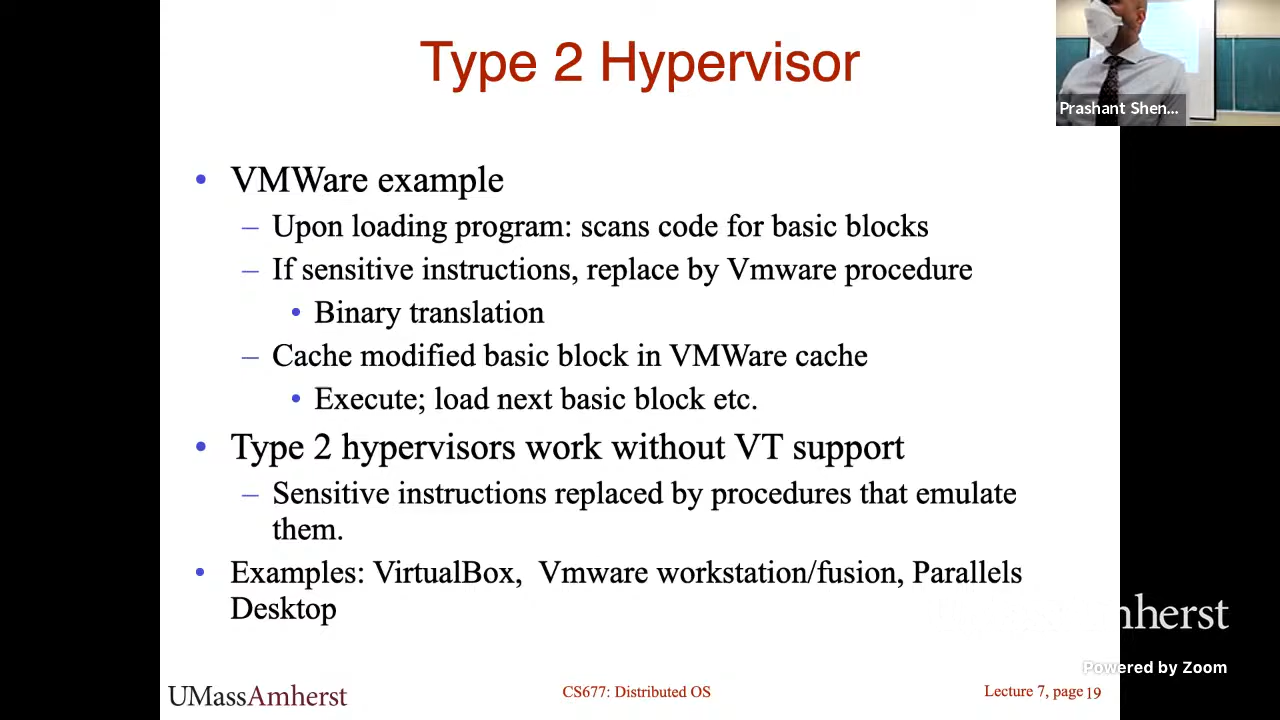 Type 2 Hypervisor
Prashant Shen...
• VMWare example
– Upon loading program: scans code for basic blocks
– If sensitive instructions, replace by Vmware procedure
• Binary translation
– Cache modified basic block in VMWare cache
• Execute; load next basic block etc.
• Type 2 hypervisors work without VT support
– Sensitive instructions replaced by procedures that emulate
them.
• Examples: VirtualBox, Vmware workstation/fusion, Parallels
Desktop
mherst
Powered by Zoom
UMassAmherst
CS677: Distributed OS
Lecture 7, page 19